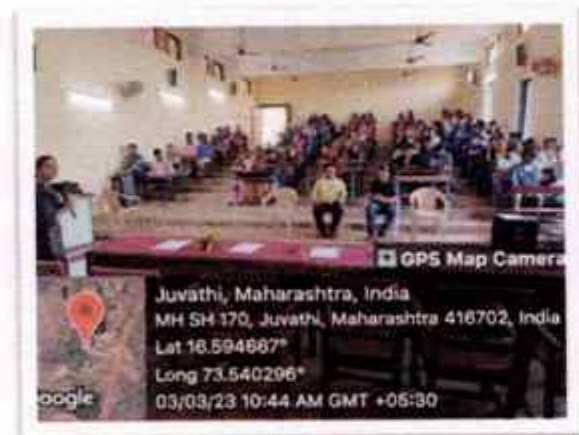 GPS Map Camera
Juvathi, Maharashtra, India
MH SH 170, Juvathi, Maharashtra 416702, India
Lat 16.594667°
Long 73.540296°
03/03/23 10:44 AM GMT +05:30
oogle